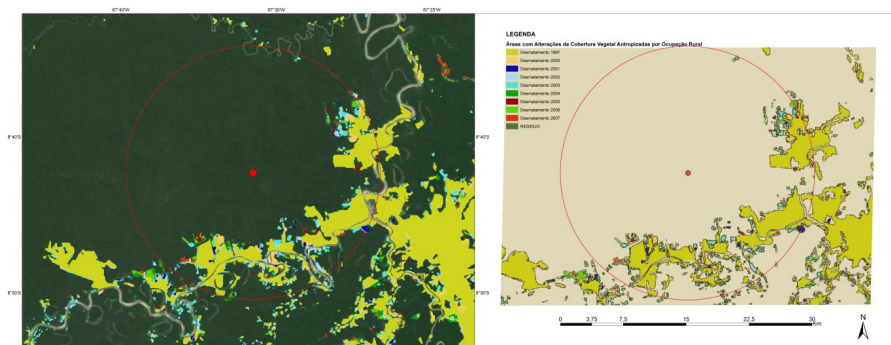 67°40'S 67°30'W 67°20'W
LEGENDA
Áreas com Alterações da Cobertura Vegetal Antropizadas por Ocupação Rural
Desmatamento 1997
Desmatamento 2000
Desmatamento 2001
Desmatamento 2002
Desmatamento 2003
Desmatamento 2004
Desmatamento 2005
Desmatamento 2006
Desmatamento 2007
RESIDUO
8°40'S 8°40'S
8°50'S 8°50'S
0 3.75 7,5 15 22,5 30
Km
N